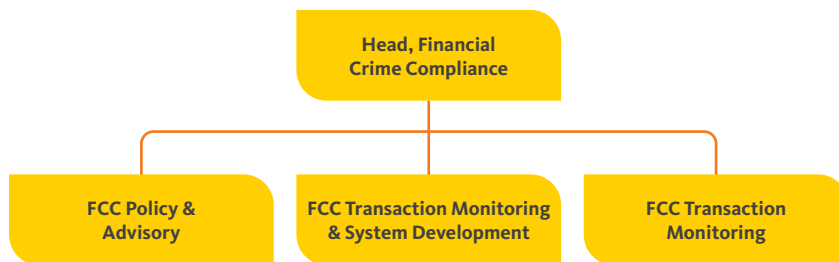 Head, Financial
Crime Compliance
FCC Policy &
Advisory
FCC Transaction Monitoring
& System Development
FCC Transaction
Monitoring